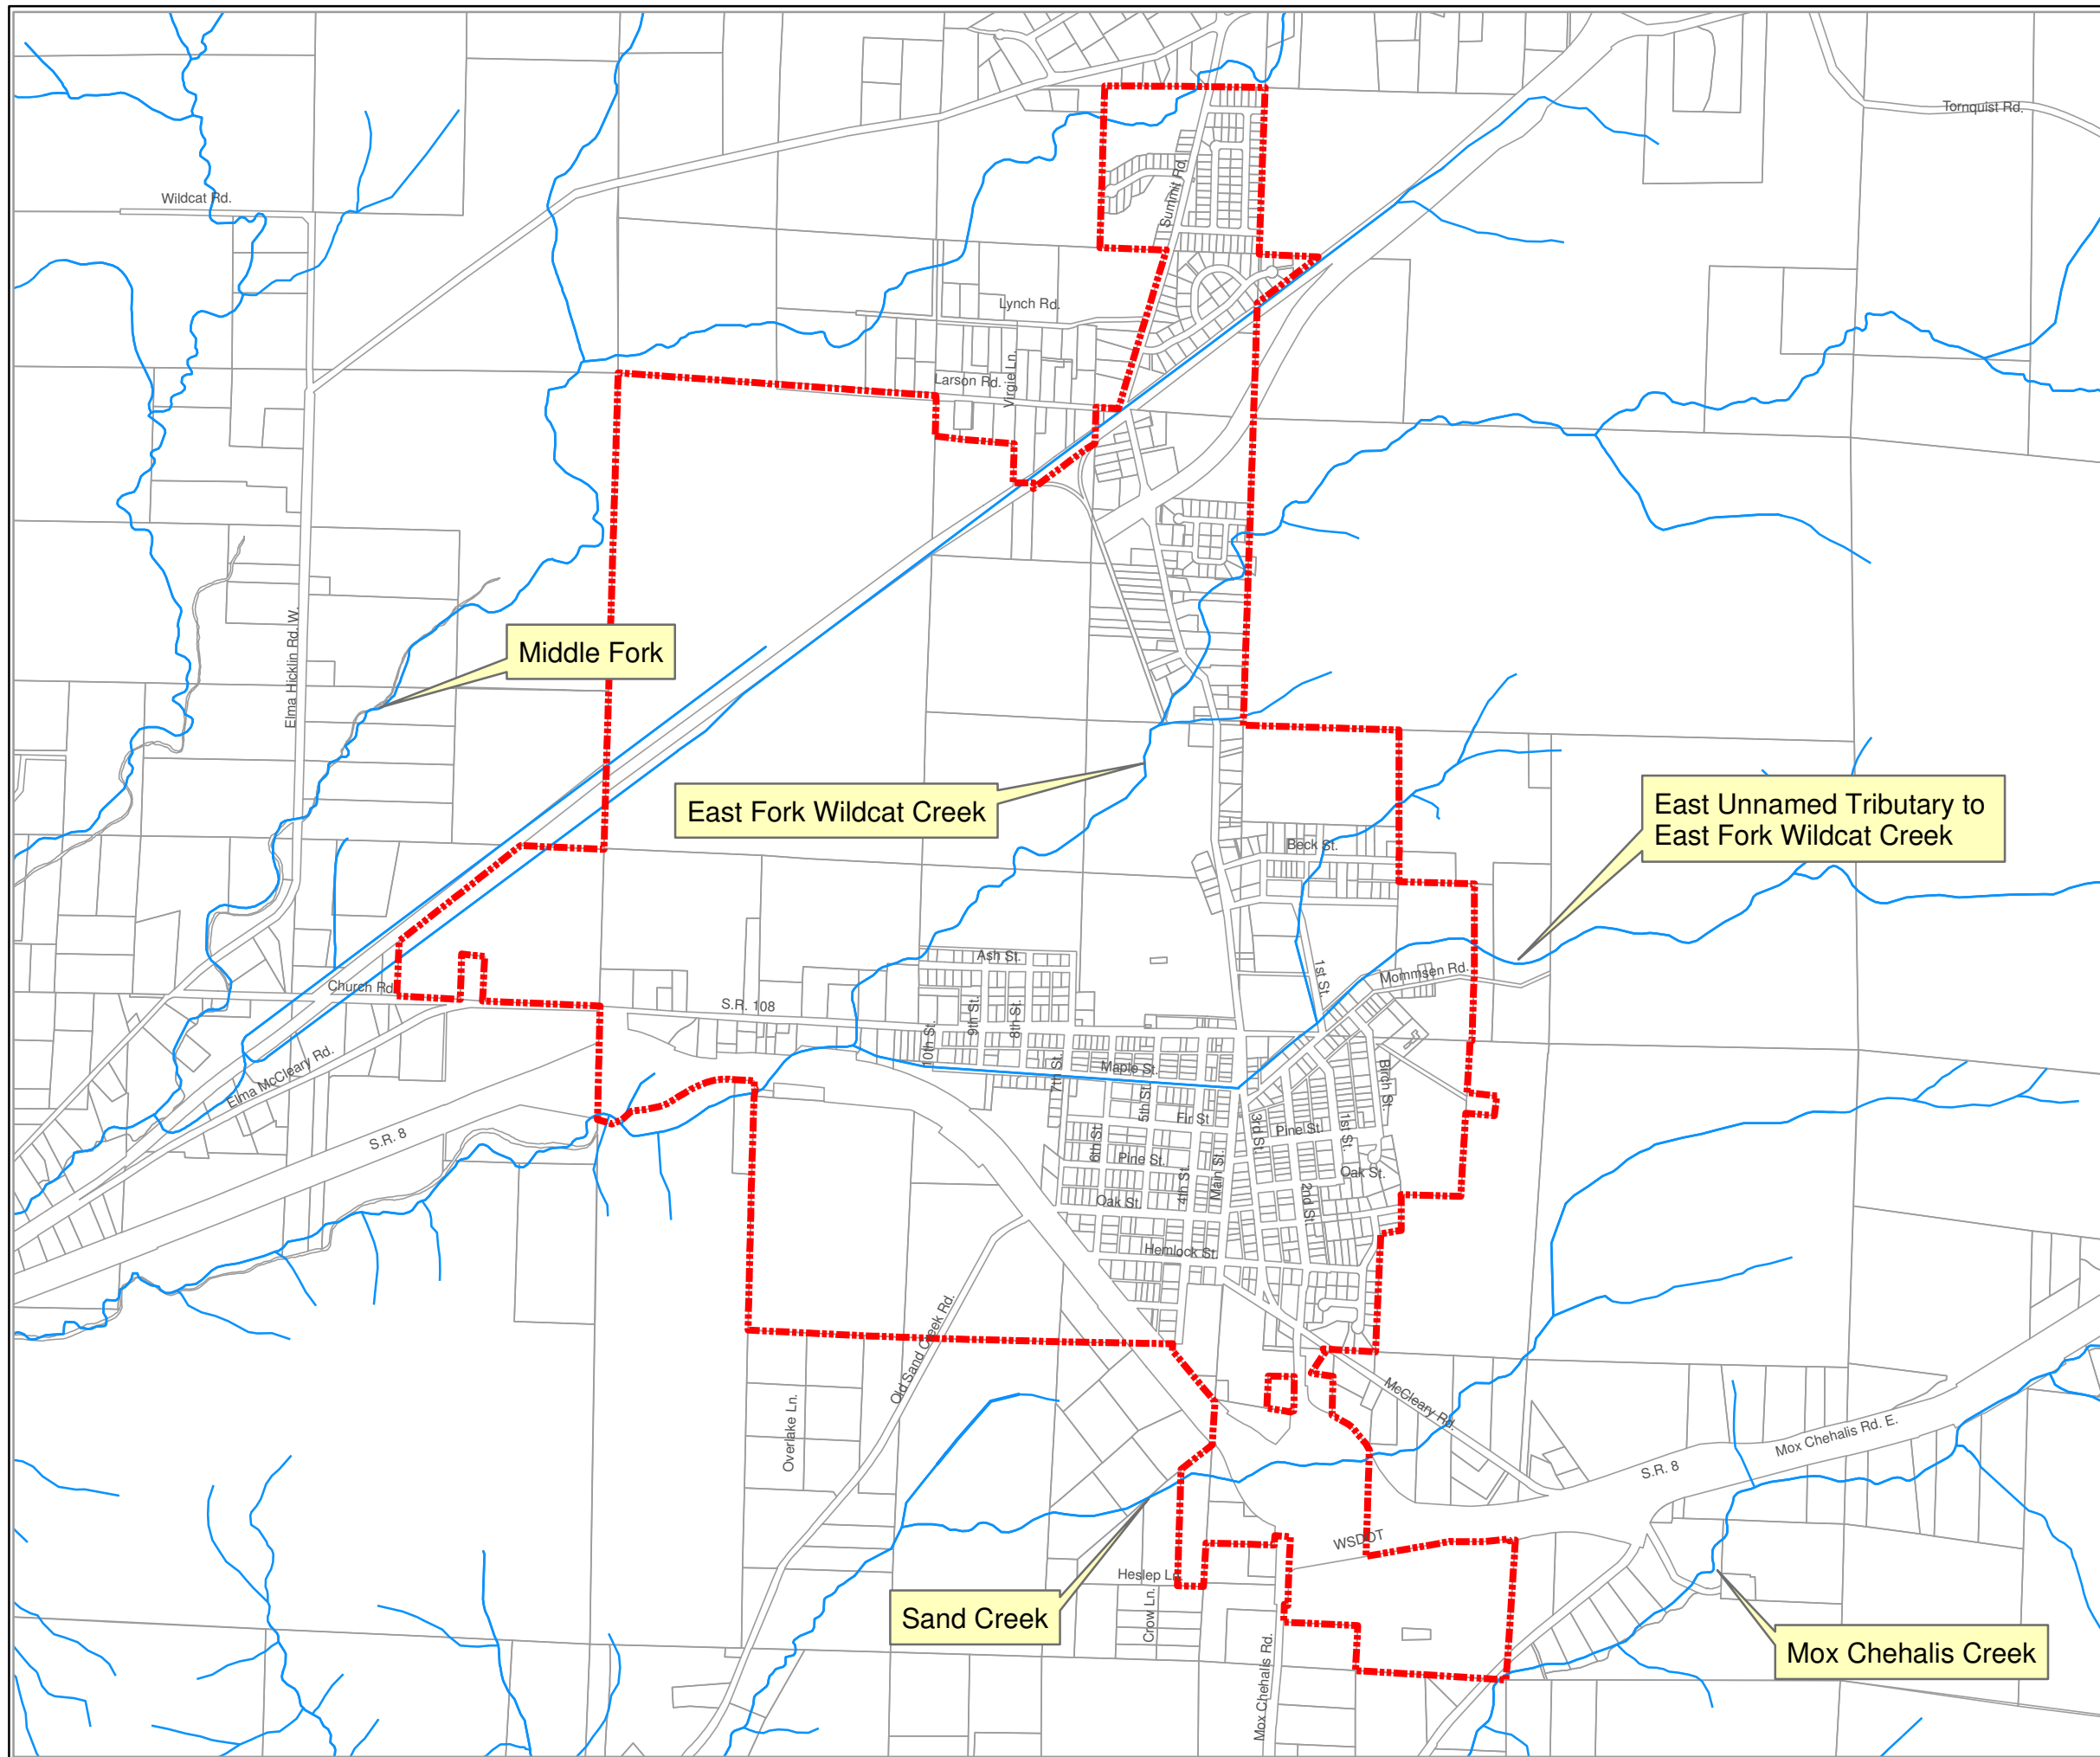 Tornquist Rd.
Wildcat Rd.
Summit Rd.
Lynch Rd.
Virgie Ln.
Larson Rd.
Elma Hicklin Rd. W.
Middle Fork
East Fork Wildcat Creek
East Unnamed Tributary to
East Fork Wildcat Creek
Beck St.
Ash St.
1st St.
Mommsen Rd.
Church Rd.
S.R. 108
9th St.
8th St.
10th St.
Elma McCleary Rd.
7th St.
Maple St.
Birch St.
S.R. 8
5th St.
Fir St
3rd St.
Pine St.
1st St.
6th St.
Pine St.
4th St.
Main St.
Oak St.
2nd St.
Oak St.
Hemlock St.
Old Sand Creek Rd.
Overlake Ln.
McCleary Rd.
Mox Chehalis Rd. E.
S.R. 8
WSDOT
Heslep Ln.
Crow Ln.
Sand Creek
Mox Chehalis Rd.
Mox Chehalis Creek